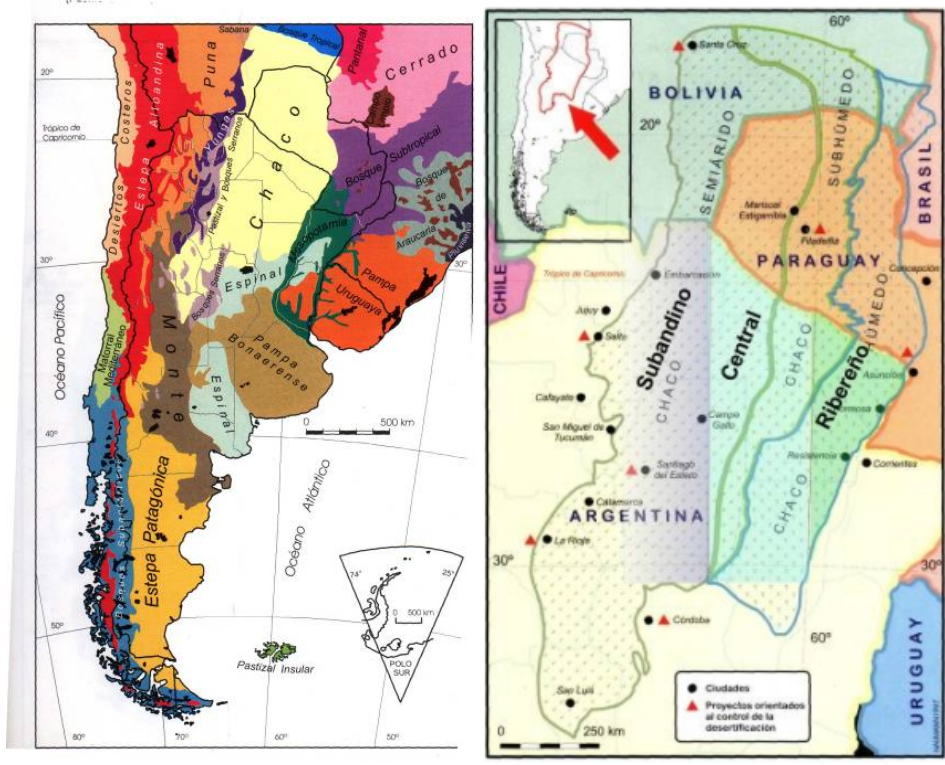 Sabana
Bosque Tropical
Pantanal
Cerrado
Puna
Estepa Altoandina
Desiertos Costeros
20°
Trópico de
Capricornio
Yungas
Pastizal y Bosques Serranos
Chaco
Bosque Subtropical
Bosque
de
Araucaria
Pluvial
Mesopotamia
30°
30°
Espinal
Bosques Serranos
Pampa
Uruguaya
Océano Pacífico
Matorral
Mediterráneo
Monte
Pampa
Bonaerense
Espinal
0
500 km
40°
Estepa Patagónica
Océano Atlántico
74°
25°
0 500 km
POLO
SUR
50°
Pastizal Insular
80°
70°
60°
50°
60°
Santa Cruz
BOLIVIA
20°
SEMIÁRIDO
SUBHÚMEDO
BRASIL
Mariscal
Estigarribia
Filadelfia
PARAGUAY
Concepción
Trópico de Capricornio
Embarcación
CHILE
HÚMEDO
Jujuy
Salta
Subandino
Central
Ribereño
CHACO
CHACO
CHACO
Asunción
Cafayate
Campo
Gallo
Formosa
San Miguel de
Tucumán
Resistencia
Corrientes
Santiago
del Estero
Catamarca
ARGENTINA
La Rioja
30°
30°
Córdoba
60°
URUGUAY
San Luis
Ciudades
Proyectos orientados
al control de la
desertificación
0
250 km